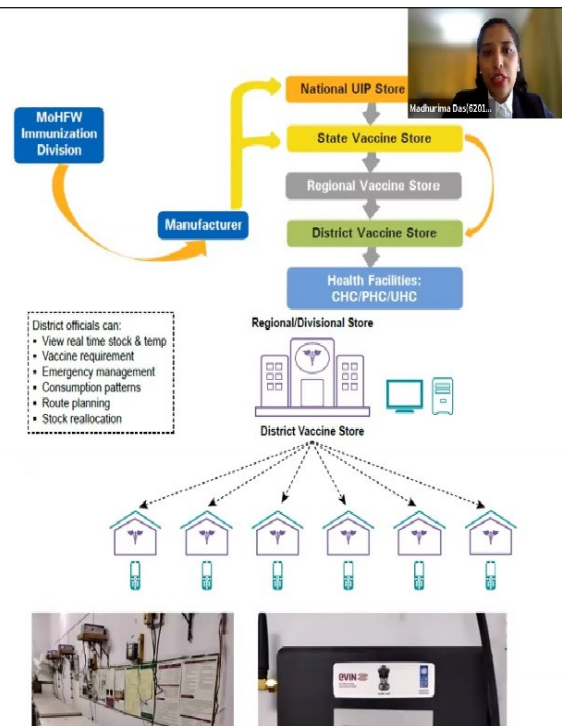 National UIP Store
Madhurima Das(6201...
MoHFW
Immunization
Division
State Vaccine Store
Regional Vaccine Store
Manufacturer
District Vaccine Store
Health Facilities:
CHC/PHC/UHC
Regional/Divisional Store
District officials can:
▪ View real time stock & temp
▪ Vaccine requirement
▪ Emergency management
▪ Consumption patterns
▪ Route planning
▪ Stock reallocation
District Vaccine Store
eVIN